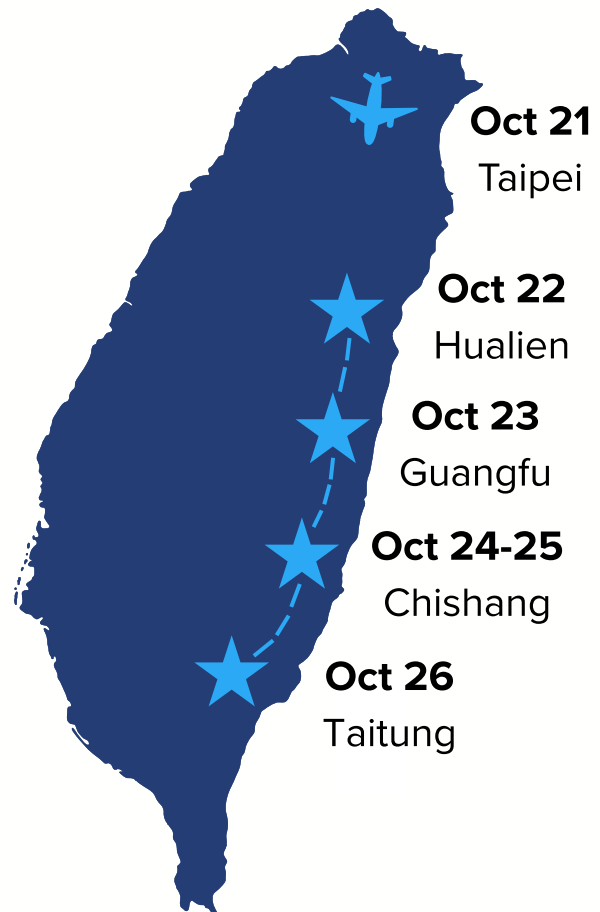 Oct 21
Taipei
Oct 22
Hualien
Oct 23
Guangfu
Oct 24-25
Chishang
Oct 26
Taitung